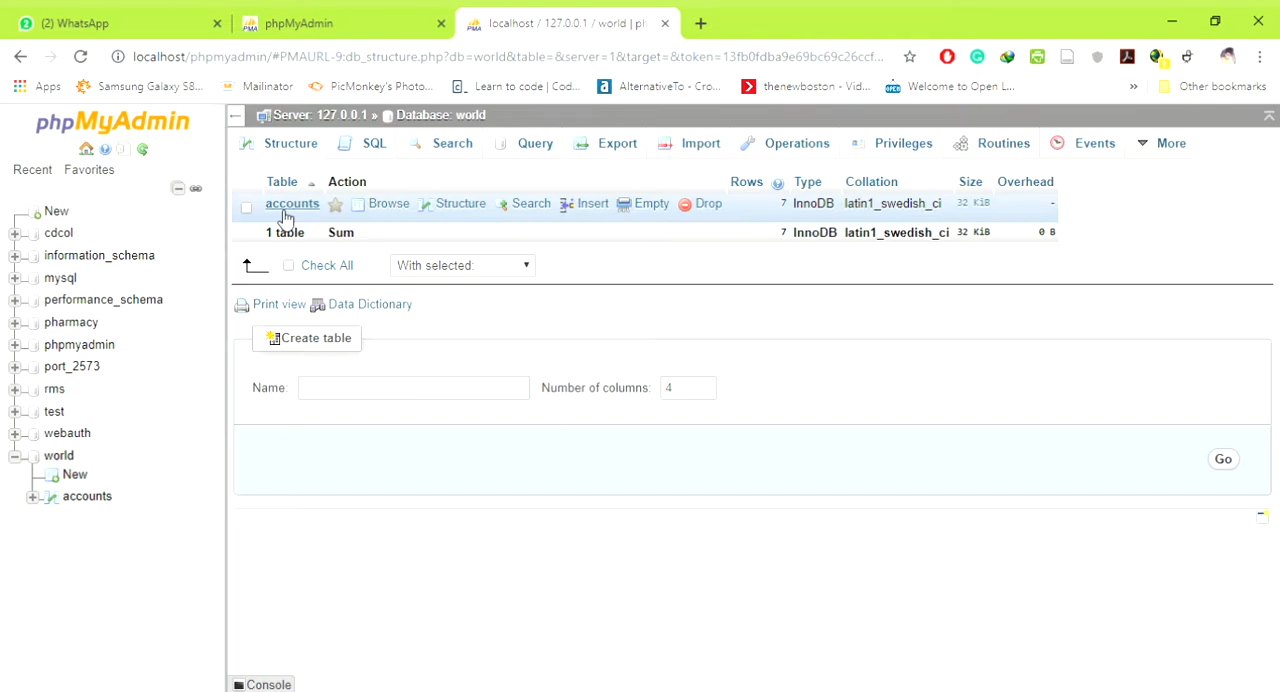 2 (2) WhatsApp
phpMyAdmin
localhost / 127.0.0.1 / world | ph
localhost/phpmyadmin/#PMAURL-9:db_structure.php?db=world&table=&server=1&target=&token=13fb0fdba9e69bc69c26ccf...
Apps Samsung Galaxy S8... Mailinator PicMonkey's Photo... Learn to code | Cod... AlternativeTo - Cro... thenewboston - Vid... Welcome to Open L... » Other bookmarks
phpMyAdmin
Recent Favorites
New
cdcol
information_schema
mysql
performance_schema
pharmacy
phpmyadmin
port_2573
rms
test
webauth
world
New
accounts
Server: 127.0.0.1 » Database: world
Structure SQL Search Query Export Import Operations Privileges Routines Events More
Table Action Rows Type Collation Size Overhead
accounts Browse Structure Search Insert Empty Drop 7 InnoDB latin1_swedish_ci 32 KiB -
1 table Sum 7 InnoDB latin1_swedish_ci 32 KiB 0 B
Check All With selected:
Print view Data Dictionary
Create table
Name: Number of columns: 4
Go
Console